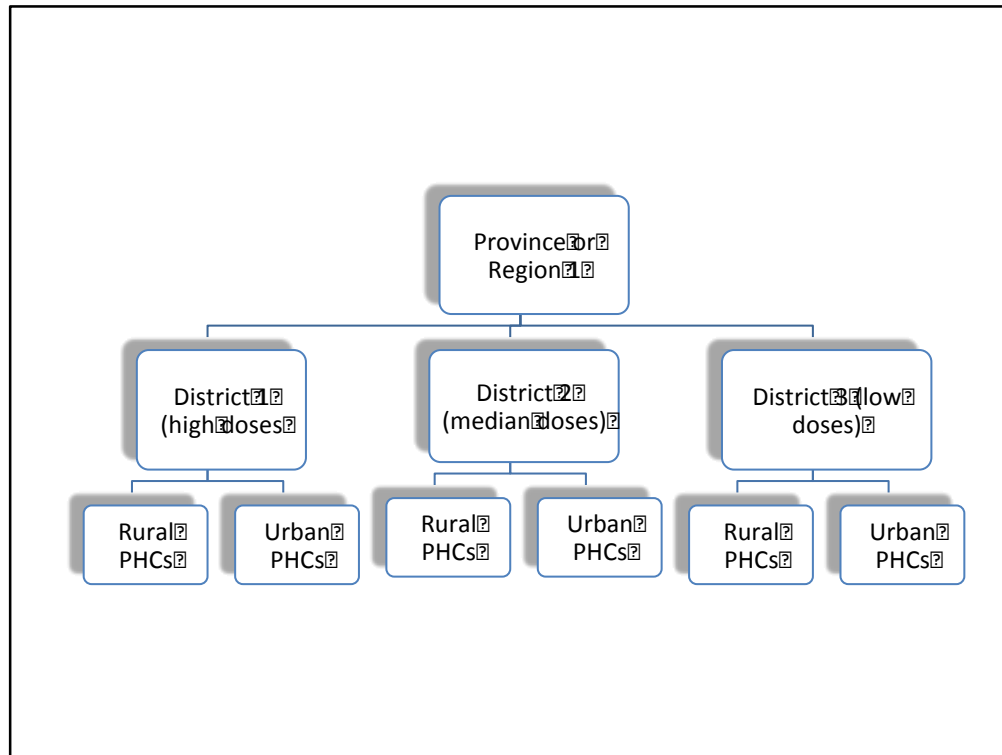 Province or
Region 1
District 1
(high doses
District 2
(median doses)
District 3 (low
doses)
Rural
PHCs
Urban
PHCs
Rural
PHCs
Urban
PHCs
Rural
PHCs
Urban
PHCs